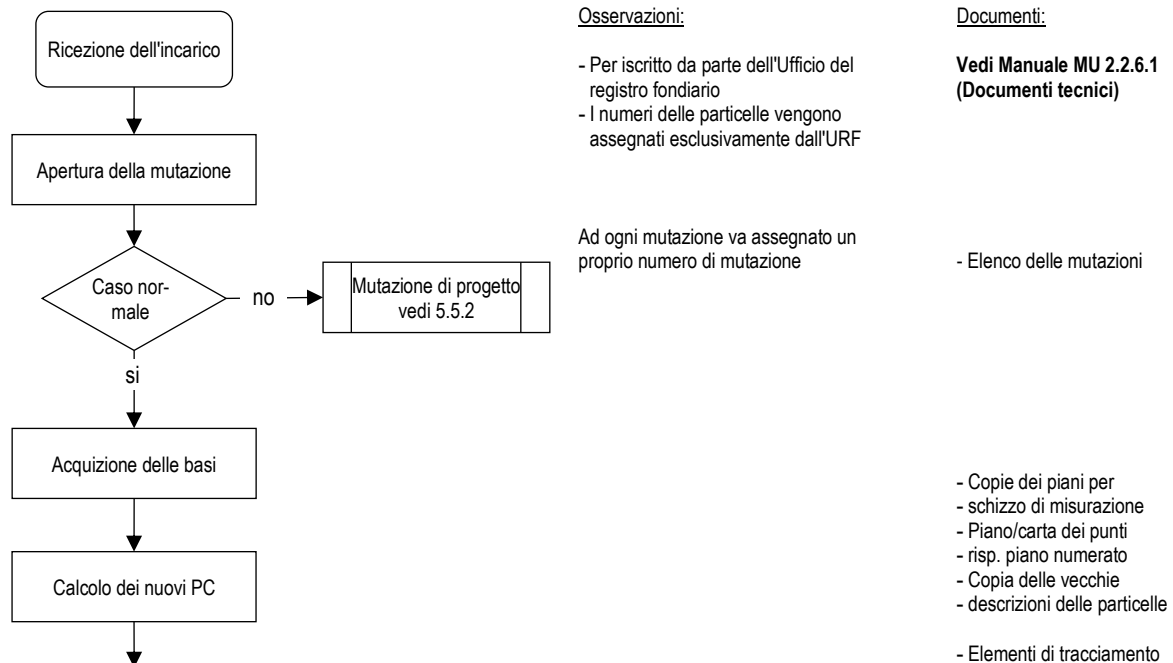 Ricezione dell'incarico
Apertura della mutazione
Caso nor-
male
no
Mutazione di progetto
vedi 5.5.2
si
Acquizione delle basi
Calcolo dei nuovi PC
Osservazioni:
- Per iscritto da parte dell'Ufficio del
registro fondiario
- I numeri delle particelle vengono
assegnati esclusivamente dall'URF
Ad ogni mutazione va assegnato un
proprio numero di mutazione
Documenti:
Vedi Manuale MU 2.2.6.1
(Documenti tecnici)
- Elenco delle mutazioni
- Copie dei piani per
- schizzo di misurazione
- Piano/carta dei punti
- risp. piano numerato
- Copia delle vecchie
- descrizioni delle particelle
- Elementi di tracciamento